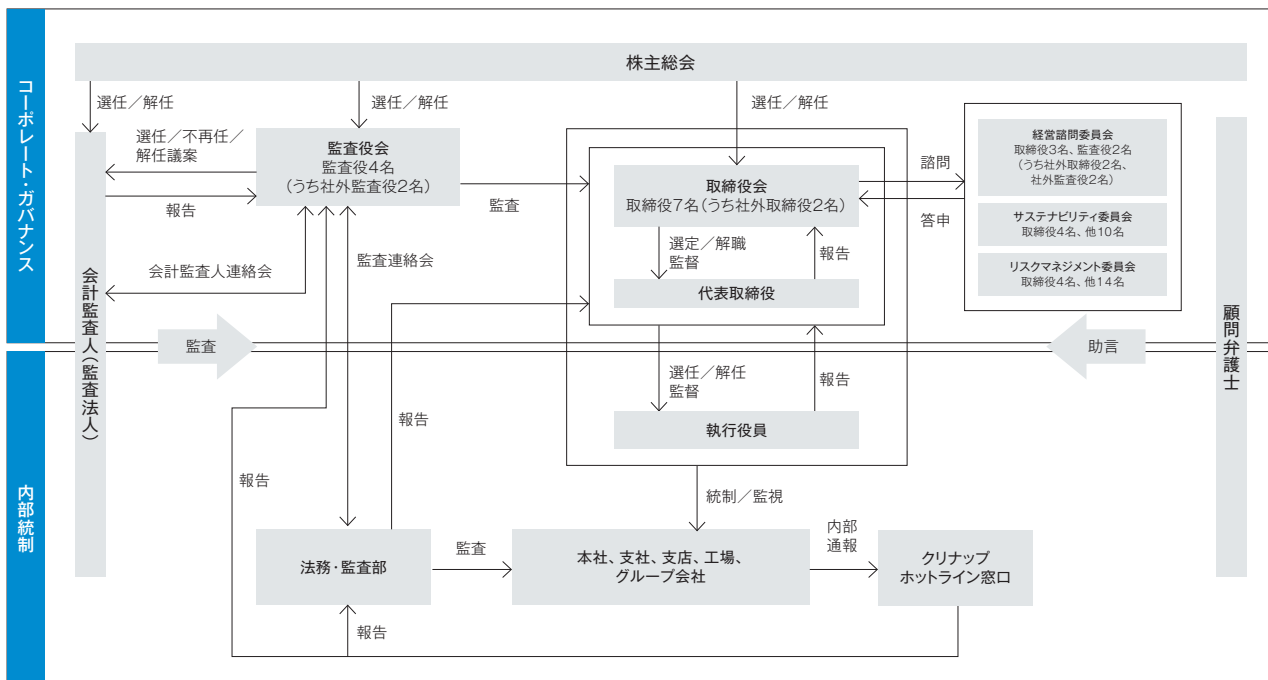 コーポレート・ガバナンス
株主総会
選任／解任
選任／解任
選任／解任
選任／不再任／
解任議案
監査役会
監査役4名
（うち社外監査役2名）
報告
監査
取締役会
取締役7名（うち社外取締役2名）
諮問
答申
経営諮問委員会
取締役3名、監査役2名
（うち社外取締役2名、
社外監査役2名）
サステナビリティ委員会
取締役4名、他10名
リスクマネジメント委員会
取締役4名、他14名
選定／解職
監督
報告
代表取締役
会計監査人連絡会
監査連絡会
会計監査人（監査法人）
監査
助言
顧問弁護士
内部統制
選任／解任
監督
報告
執行役員
報告
報告
統制／監視
法務・監査部
監査
本社、支社、支店、工場、
グループ会社
内部
通報
クリナップ
ホットライン窓口
報告